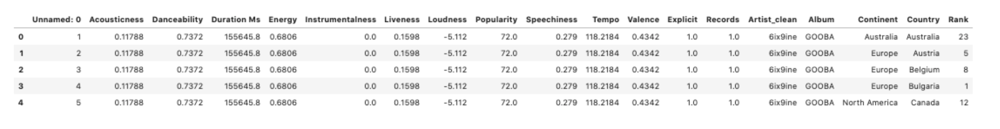 Unnamed: 0 Acousticness Danceability Duration Ms Energy Instrumentalness Liveness Loudness Popularity Speechiness Tempo Valence Explicit Records Artist_clean Album Continent Country Rank
0 1 0.11788 0.7372 155645.8 0.6806 0.0 0.1598 -5.112 72.0 0.279 118.2184 0.4342 1.0 1.0 6ix9ine GOOBA Australia Australia 23
1 2 0.11788 0.7372 155645.8 0.6806 0.0 0.1598 -5.112 72.0 0.279 118.2184 0.4342 1.0 1.0 6ix9ine GOOBA Europe Austria 5
2 3 0.11788 0.7372 155645.8 0.6806 0.0 0.1598 -5.112 72.0 0.279 118.2184 0.4342 1.0 1.0 6ix9ine GOOBA Europe Belgium 8
3 4 0.11788 0.7372 155645.8 0.6806 0.0 0.1598 -5.112 72.0 0.279 118.2184 0.4342 1.0 1.0 6ix9ine GOOBA Europe Bulgaria 1
4 5 0.11788 0.7372 155645.8 0.6806 0.0 0.1598 -5.112 72.0 0.279 118.2184 0.4342 1.0 1.0 6ix9ine GOOBA North America Canada 12